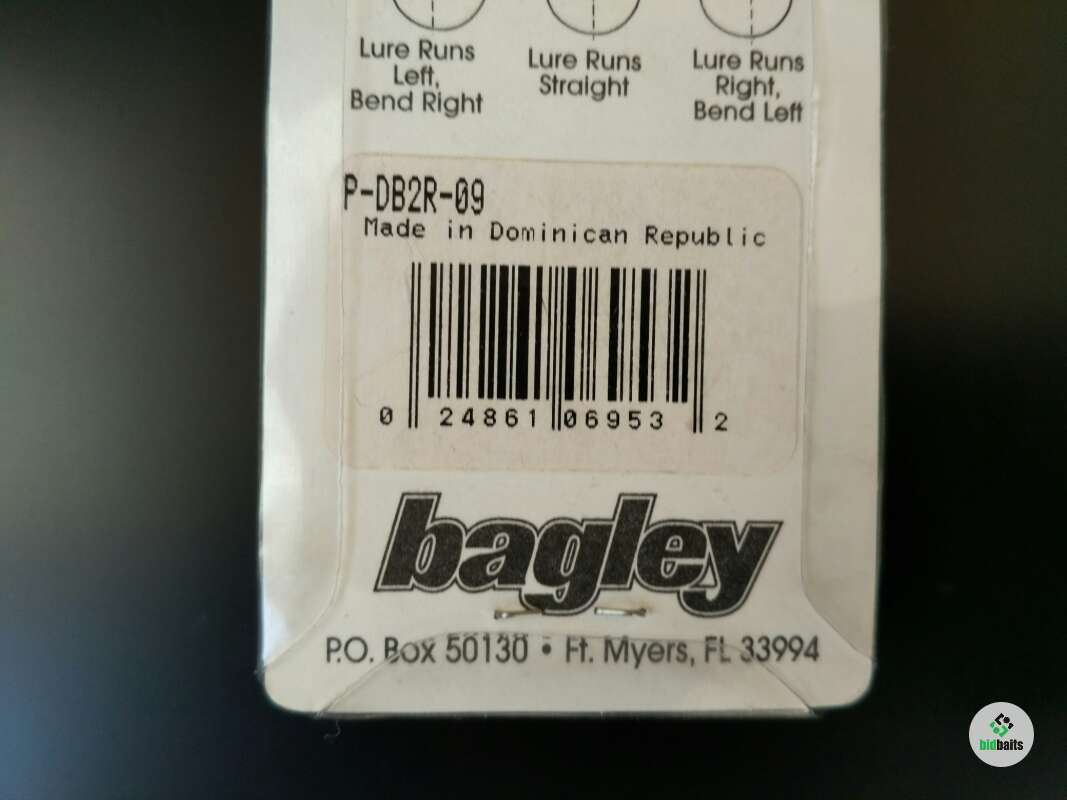 Lure Runs
Left,
Bend Right
Lure Runs
Straight
Lure Runs
Right,
Bend Left
P-DB2R-09
Made in Dominican Republic
0 24861 06953 2
bagley
P.O. Box 50130 • Ft. Myers, FL 33994
bidbaits